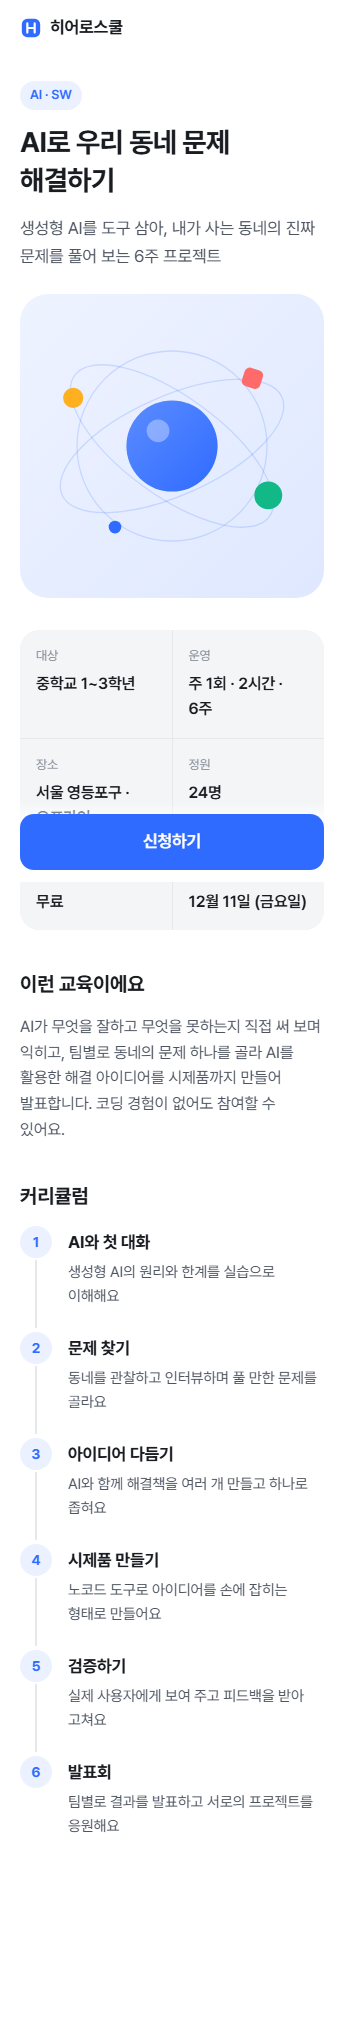 히어로스쿨
AI · SW
AI로 우리 동네 문제
해결하기
생성형 AI를 도구 삼아, 내가 사는 동네의 진짜
문제를 풀어 보는 6주 프로젝트
대상
중학교 1~3학년
운영
주 1회 · 2시간 ·
6주
장소
서울 영등포구 ·
정원
24명
신청하기
무료
12월 11일 (금요일)
이런 교육이에요
AI가 무엇을 잘하고 무엇을 못하는지 직접 써 보며
익히고, 팀별로 동네의 문제 하나를 골라 AI를
활용한 해결 아이디어를 시제품까지 만들어
발표합니다. 코딩 경험이 없어도 참여할 수
있어요.
커리큘럼
1
AI와 첫 대화
생성형 AI의 원리와 한계를 실습으로
이해해요
2
문제 찾기
동네를 관찰하고 인터뷰하며 풀 만한 문제를
골라요
3
아이디어 다듬기
AI와 함께 해결책을 여러 개 만들고 하나로
좁혀요
4
시제품 만들기
노코드 도구로 아이디어를 손에 잡히는
형태로 만들어요
5
검증하기
실제 사용자에게 보여 주고 피드백을 받아
고쳐요
6
발표회
팀별로 결과를 발표하고 서로의 프로젝트를
응원해요